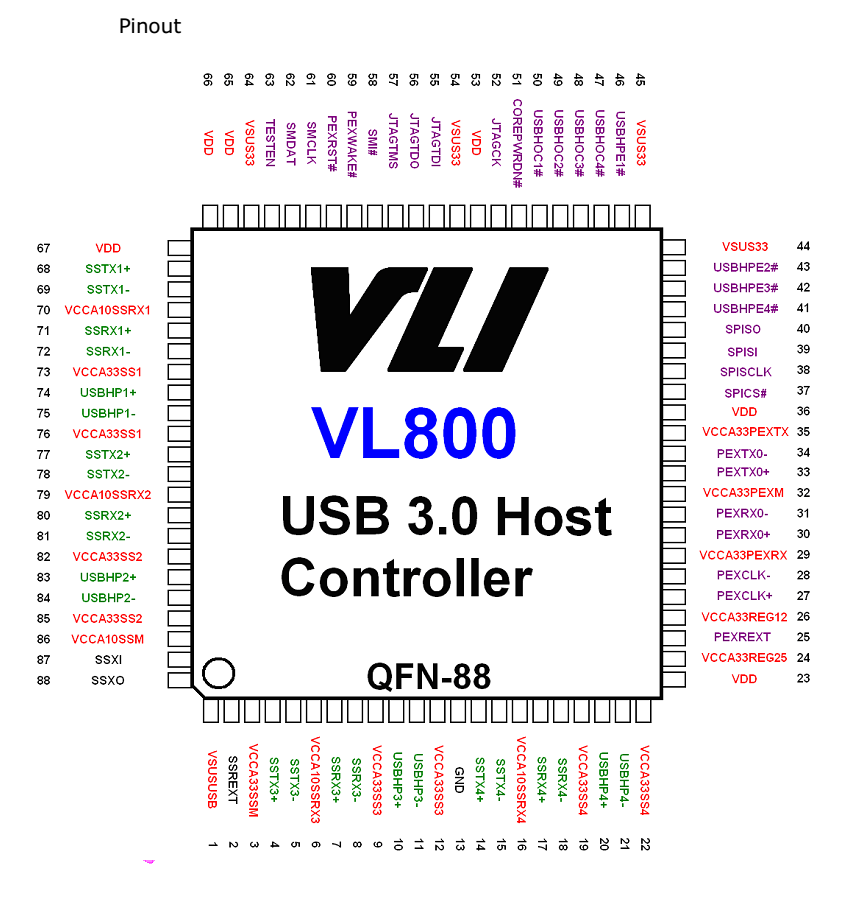 Pinout
66 65 64 63 62 61 60 59 58 57 56 55 54 53 52 51 50 49 48 47 46 45
VDD VDD VSUS33 TESTEN SMDAT SMCLK PEXRST# PEXWAKE# SMI# JTAGTMS JTAGTDO JTAGTDI VSUS33 VDD JTAGCK COREPWRDN# USBHOC1# USBHOC2# USBHOC3# USBHOC4# USBHPE1# VSUS33
67 VDD
68 SSTX1+
69 SSTX1-
70 VCCA10SSRX1
71 SSRX1+
72 SSRX1-
73 VCCA33SS1
74 USBHP1+
75 USBHP1-
76 VCCA33SS1
77 SSTX2+
78 SSTX2-
79 VCCA10SSRX2
80 SSRX2+
81 SSRX2-
82 VCCA33SS2
83 USBHP2+
84 USBHP2-
85 VCCA33SS2
86 VCCA10SSM
87 SSXI
88 SSXO
VLI
VL800
USB 3.0 Host
Controller
QFN-88
VSUS33 44
USBHPE2# 43
USBHPE3# 42
USBHPE4# 41
SPISO 40
SPISI 39
SPISCLK 38
SPICS# 37
VDD 36
VCCA33PEXTX 35
PEXTX0- 34
PEXTX0+ 33
VCCA33PEXM 32
PEXRX0- 31
PEXRX0+ 30
VCCA33PEXRX 29
PEXCLK- 28
PEXCLK+ 27
VCCA33REG12 26
PEXREXT 25
VCCA33REG25 24
VDD 23
VSUSUSB SSREXT VCCA33SSM SSTX3+ SSTX3- VCCA10SSRX3 SSRX3+ SSRX3- VCCA33SS3 USBHP3+ USBHP3- VCCA33SS3 GND SSTX4+ SSTX4- VCCA10SSRX4 SSRX4+ SSRX4- VCCA33SS4 USBHP4+ USBHP4- VCCA33SS4
1 2 3 4 5 6 7 8 9 10 11 12 13 14 15 16 17 18 19 20 21 22